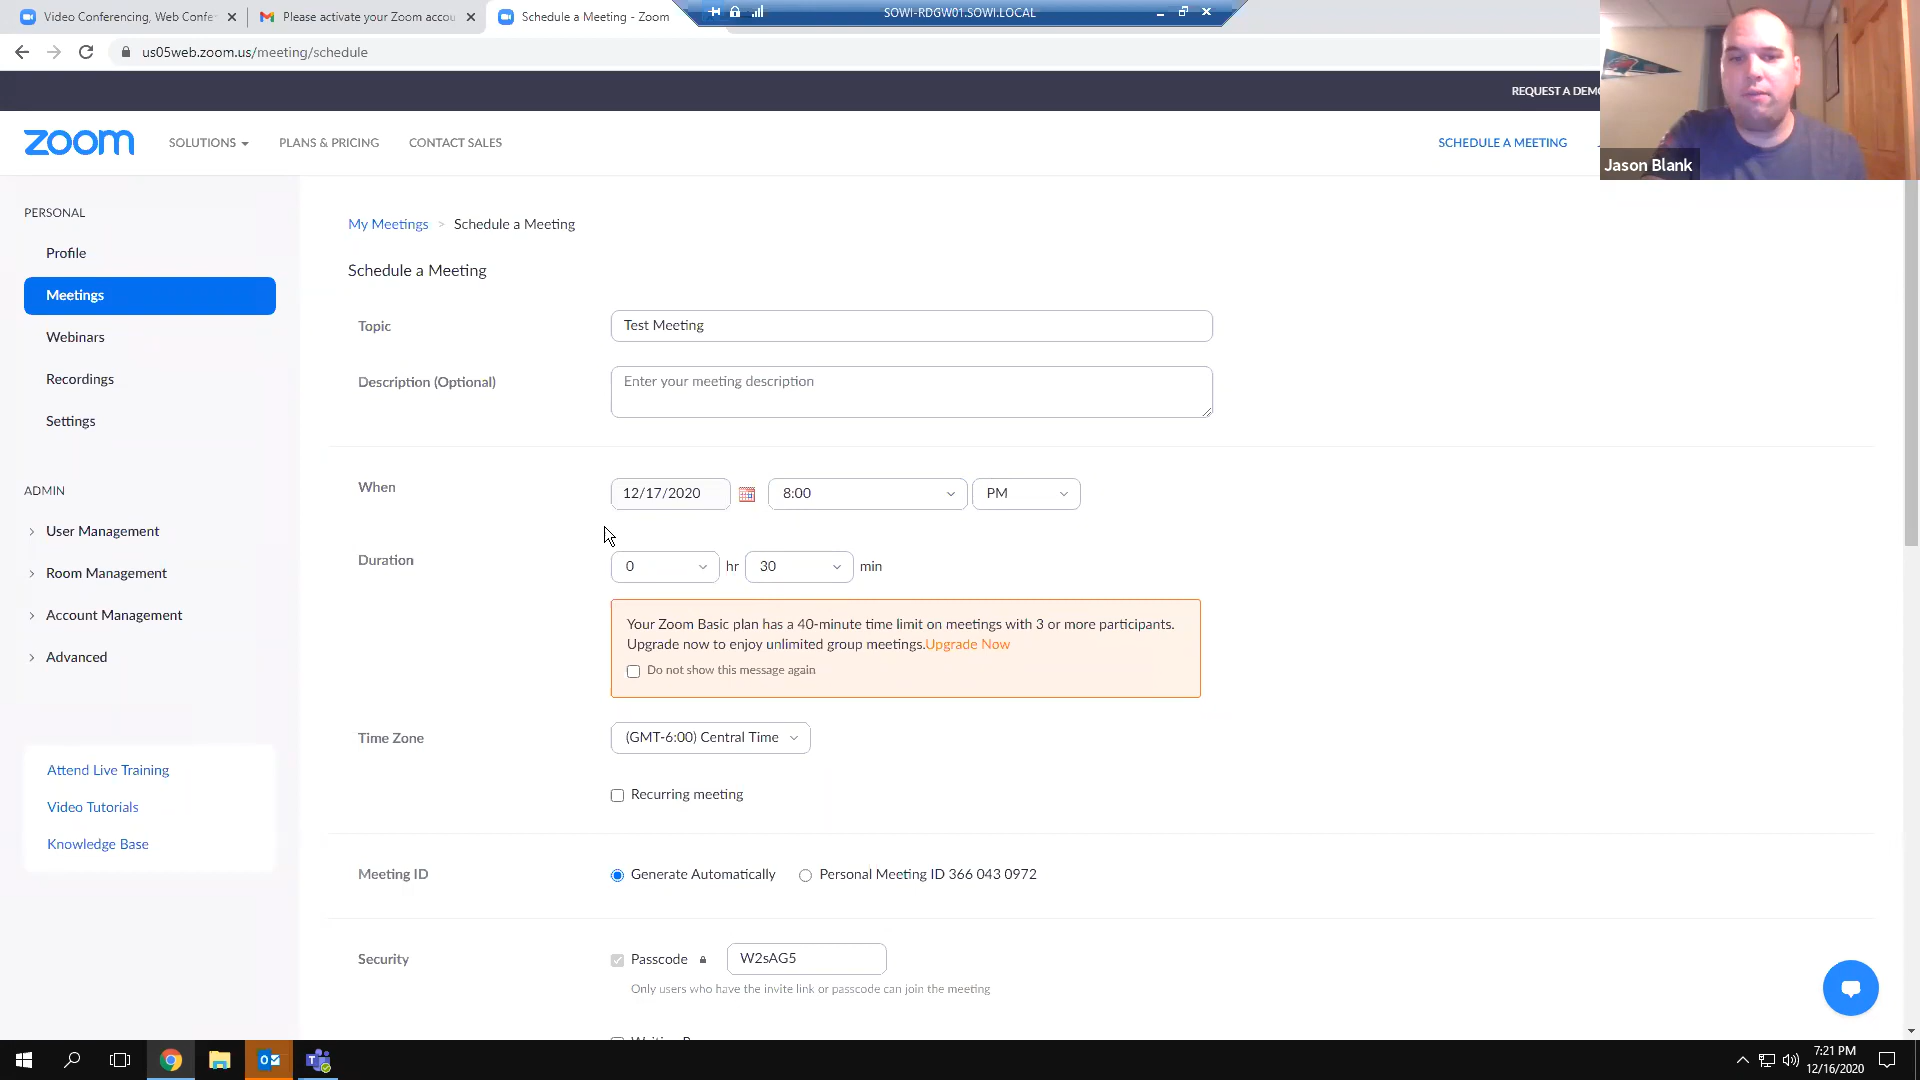 Video Conferencing, Web Confe
Please activate your Zoom accou
Schedule a Meeting - Zoom
SOWI-RDGW01.SOWI.LOCAL
us05web.zoom.us/meeting/schedule
REQUEST A DEMO
zoom
SOLUTIONS
PLANS & PRICING
CONTACT SALES
SCHEDULE A MEETING
Jason Blank
PERSONAL
Profile
Meetings
Webinars
Recordings
Settings
ADMIN
User Management
Room Management
Account Management
Advanced
Attend Live Training
Video Tutorials
Knowledge Base
My Meetings > Schedule a Meeting
Schedule a Meeting
Topic
Test Meeting
Description (Optional)
Enter your meeting description
When
12/17/2020
8:00
PM
Duration
0 hr 30 min
Your Zoom Basic plan has a 40-minute time limit on meetings with 3 or more participants.
Upgrade now to enjoy unlimited group meetings.Upgrade Now
Do not show this message again
Time Zone
(GMT-6:00) Central Time
Recurring meeting
Meeting ID
Generate Automatically
Personal Meeting ID 366 043 0972
Security
Passcode
W2sAG5
Only users who have the invite link or passcode can join the meeting
7:21 PM
12/16/2020